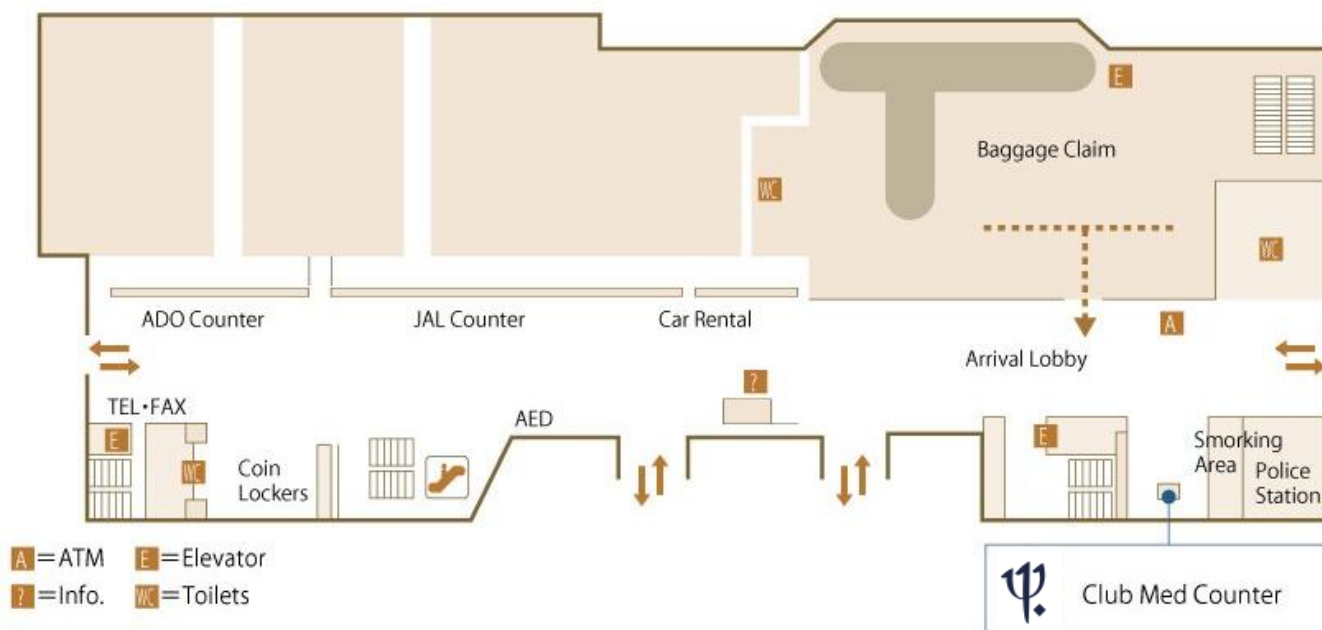 E
Baggage Claim
WC
WC
ADO Counter
JAL Counter
Car Rental
A
Arrival Lobby
?
TEL•FAX
AED
E
WC
Coin
Lockers
E
Smorking
Area
Police
Station
A=ATM
E=Elevator
?=Info.
WC=Toilets
Club Med Counter